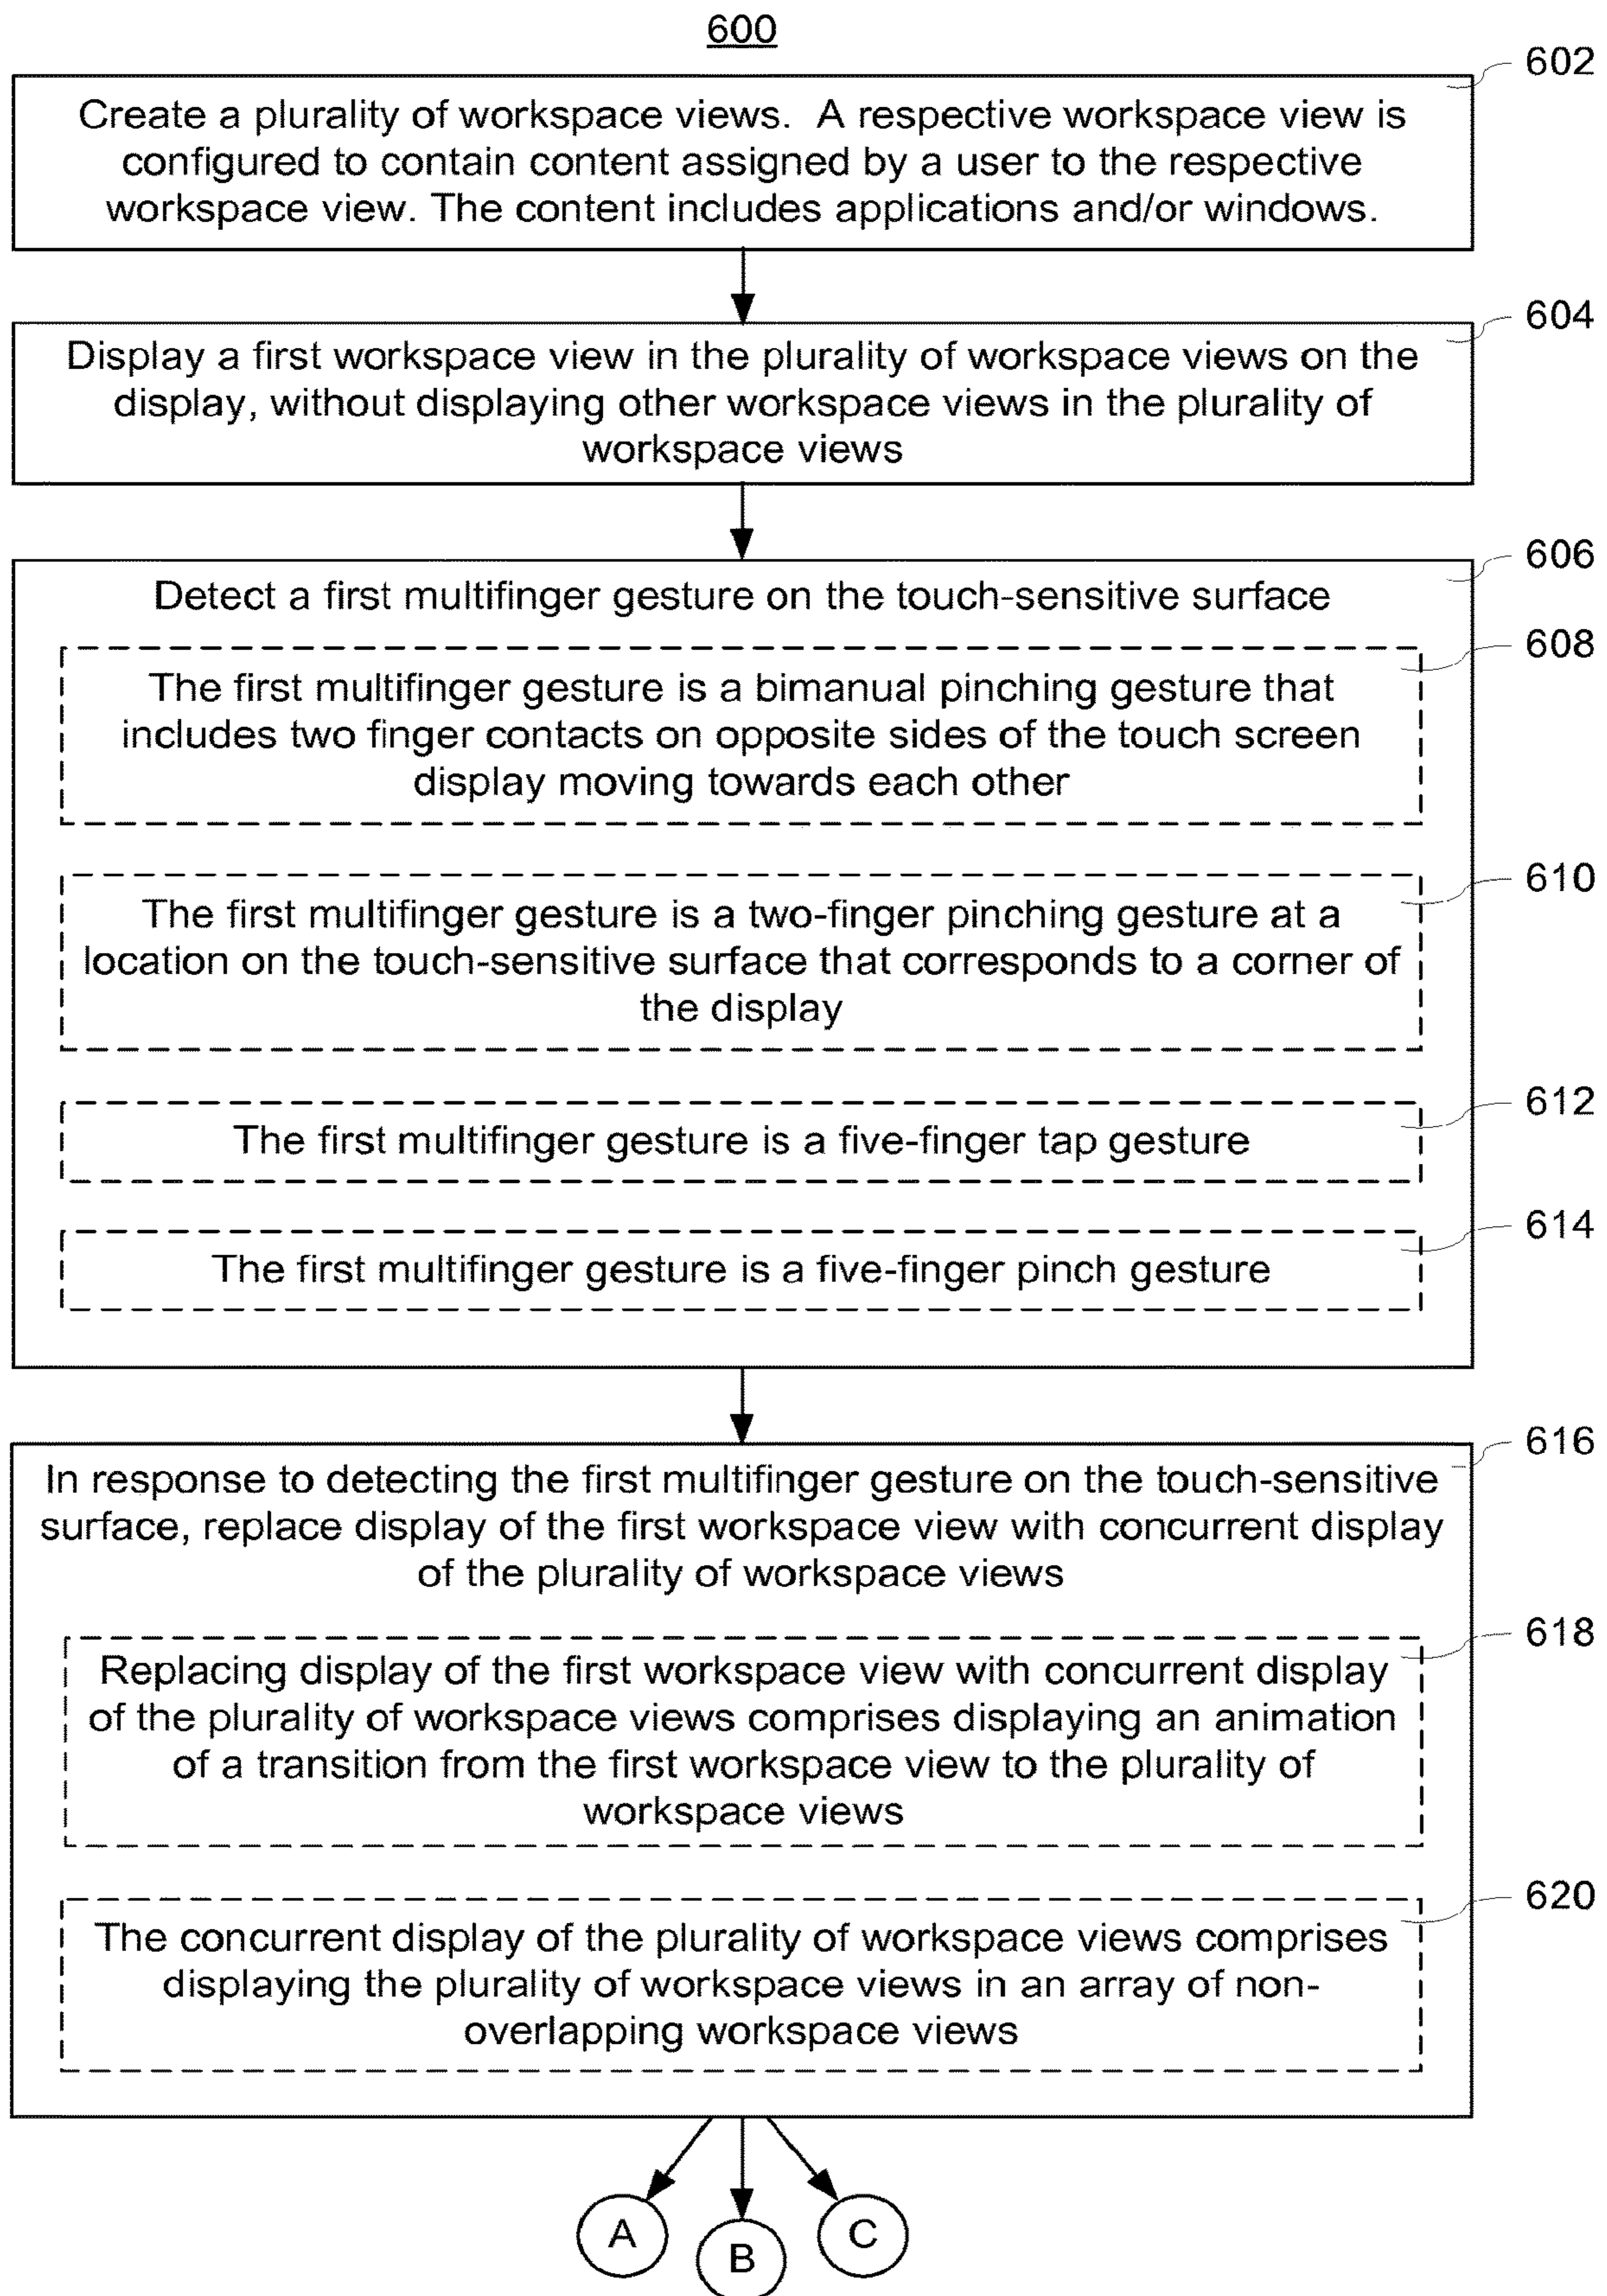 600
602
Create a plurality of workspace views.  A respective workspace view is
configured to contain content assigned by a user to the respective
workspace view. The content includes applications and/or windows.
604
Display a first workspace view in the plurality of workspace views on the
display, without displaying other workspace views in the plurality of
workspace views
606
Detect a first multifinger gesture on the touch-sensitive surface
608
The first multifinger gesture is a bimanual pinching gesture that
includes two finger contacts on opposite sides of the touch screen
display moving towards each other
610
The first multifinger gesture is a two-finger pinching gesture at a
location on the touch-sensitive surface that corresponds to a corner of
the display
612
The first multifinger gesture is a five-finger tap gesture
614
The first multifinger gesture is a five-finger pinch gesture
616
In response to detecting the first multifinger gesture on the touch-sensitive
surface, replace display of the first workspace view with concurrent display
of the plurality of workspace views
618
Replacing display of the first workspace view with concurrent display
of the plurality of workspace views comprises displaying an animation
of a transition from the first workspace view to the plurality of
workspace views
620
The concurrent display of the plurality of workspace views comprises
displaying the plurality of workspace views in an array of non-
overlapping workspace views
A
B
C